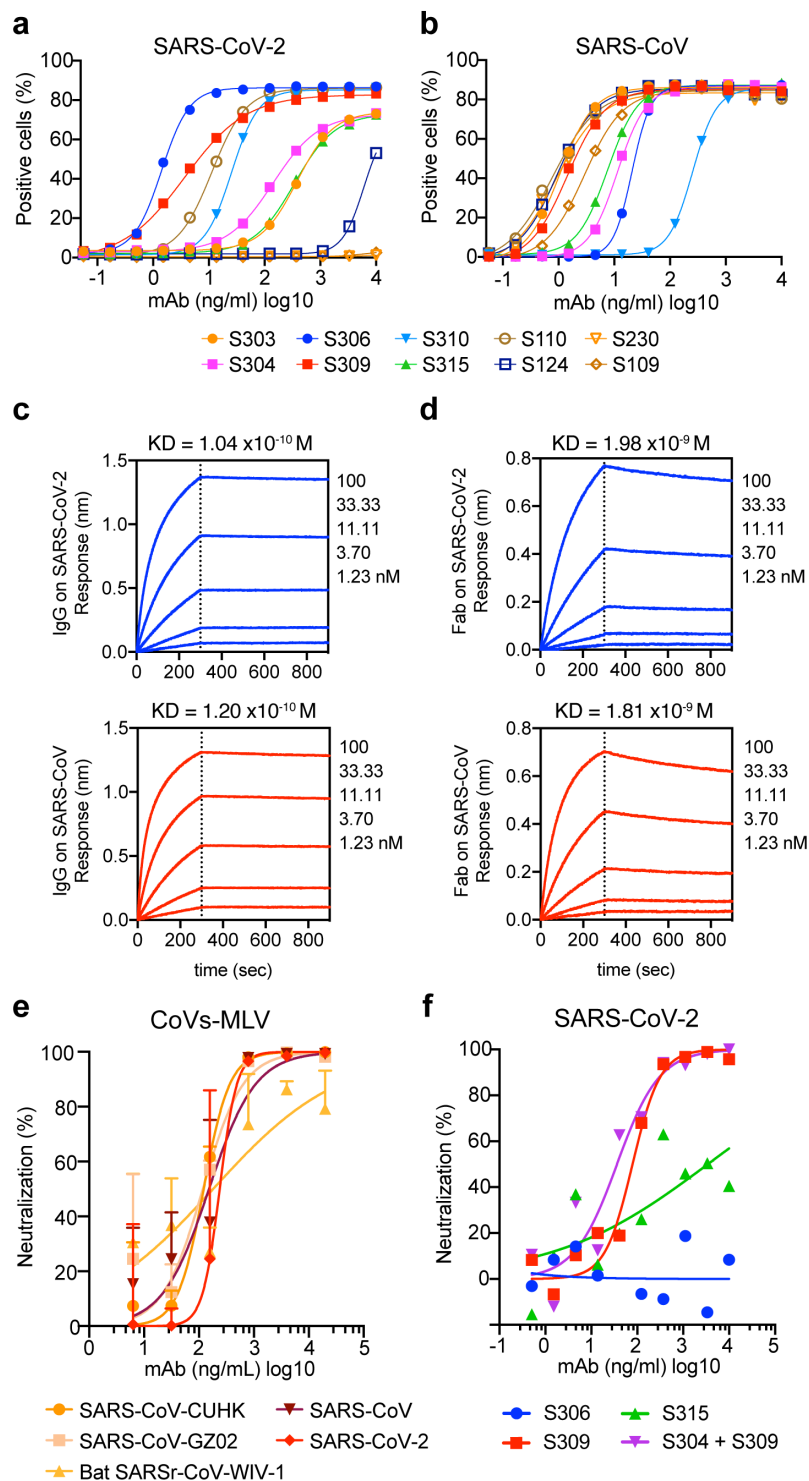 a
SARS-CoV-2
100
80
60
40
20
0
Positive cells (%)
-1 0 1 2 3 4
mAb (ng/ml) log10
b
SARS-CoV
100
80
60
40
20
0
Positive cells (%)
-1 0 1 2 3 4
mAb (ng/ml) log10
S303 S306 S310 S110 S230
S304 S309 S315 S124 S109
c
KD = 1.04 x10-10 M
1.5
1.0
0.5
0.0
IgG on SARS-CoV-2
Response (nm)
0 200 400 600 800
100
33.33
11.11
3.70
1.23 nM
KD = 1.20 x10-10 M
1.5
1.0
0.5
0.0
IgG on SARS-CoV
Response (nm)
0 200 400 600 800
time (sec)
100
33.33
11.11
3.70
1.23 nM
d
KD = 1.98 x10-9 M
0.8
0.6
0.4
0.2
0.0
Fab on SARS-CoV-2
Response (nm)
0 200 400 600 800
100
33.33
11.11
3.70
1.23 nM
KD = 1.81 x10-9 M
0.8
0.6
0.4
0.2
0.0
Fab on SARS-CoV
Response (nm)
0 200 400 600 800
time (sec)
100
33.33
11.11
3.70
1.23 nM
e
CoVs-MLV
100
80
60
40
20
0
Neutralization (%)
0 1 2 3 4 5
mAb (ng/mL) log10
SARS-CoV-CUHK SARS-CoV
SARS-CoV-GZ02 SARS-CoV-2
Bat SARSr-CoV-WIV-1
f
SARS-CoV-2
100
80
60
40
20
0
Neutralization (%)
-5 0 1 2 3 4 5
mAb (ng/ml) log10
S306 S315
S309 S304 + S309